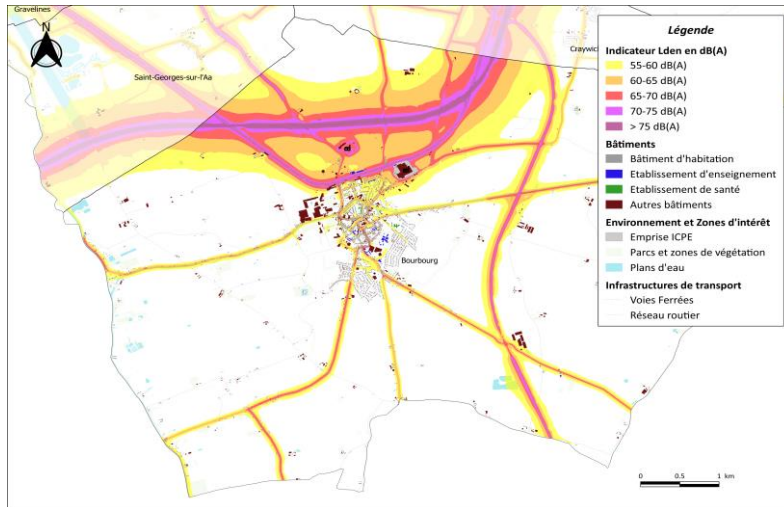 Gravelines
Saint-Georges-sur-l'Aa
Craywick
Bourbourg
Légende
Indicateur Lden en dB(A)
55-60 dB(A)
60-65 dB(A)
65-70 dB(A)
70-75 dB(A)
> 75 dB(A)
Bâtiments
Bâtiment d'habitation
Etablissement d'enseignement
Etablissement de santé
Autres bâtiments
Environnement et Zones d'intérêt
Emprise ICPE
Parcs et zones de végétation
Plans d'eau
Infrastructures de transport
Voies Ferrées
Réseau routier
0 0.5 1 km